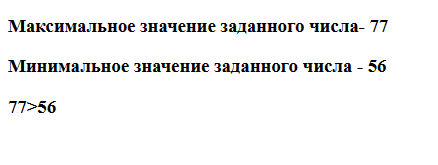 Максимальное значение заданного числа- 77
Минимальное значение заданного числа - 56
77>56